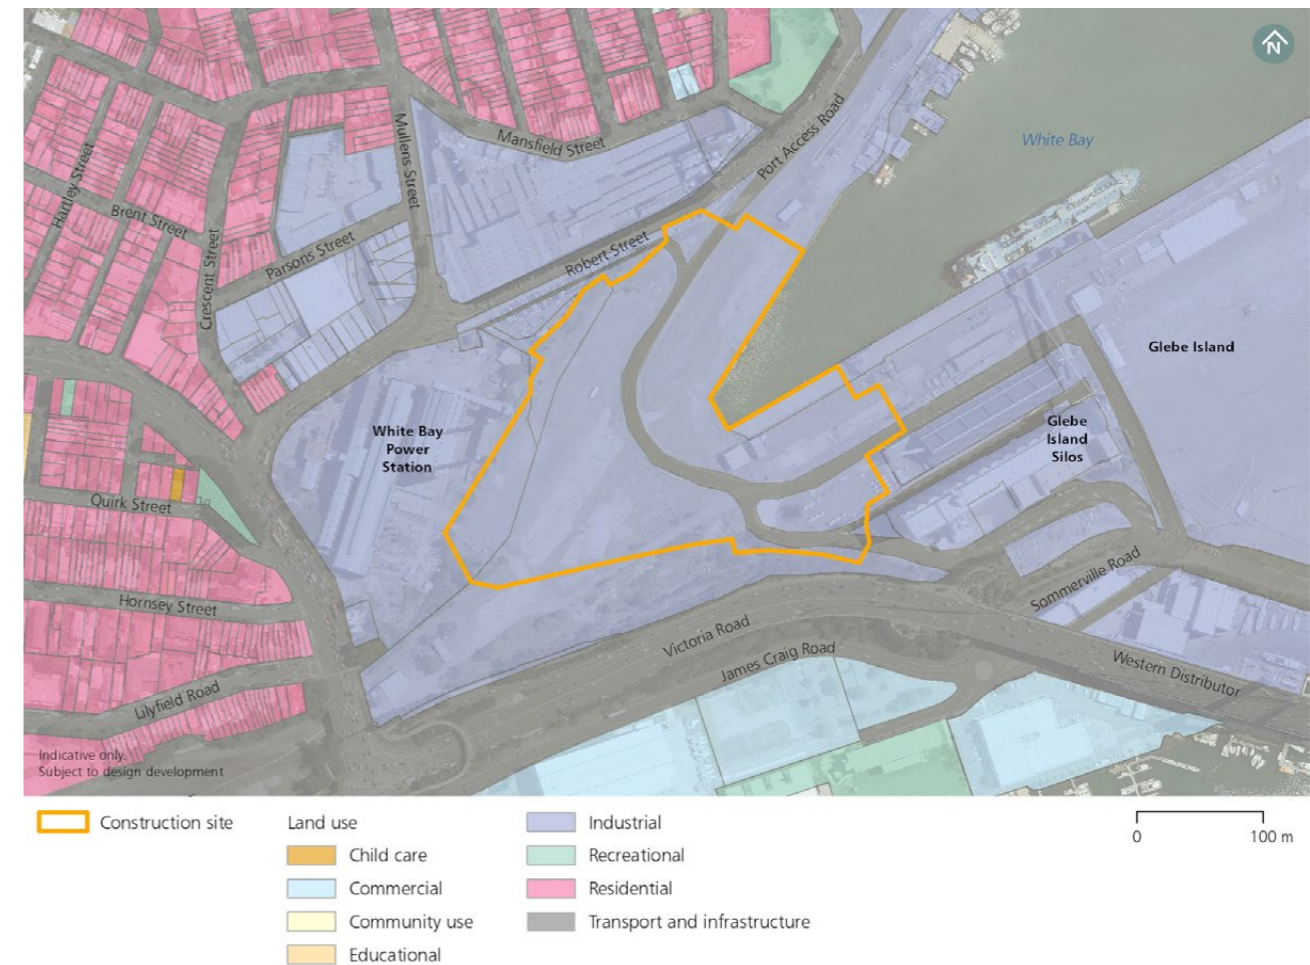 N
Mansfield Street
Mullens Street
Port Access Road
White Bay
Hartley Street
Brent Street
Parsons Street
Crescent Street
Robert Street
Glebe Island
White Bay
Power
Station
Glebe
Island
Silos
Quirk Street
Hornsey Street
Sommerville Road
Victoria Road
James Craig Road
Western Distributor
Lilyfield Road
Indicative only.
Subject to design development
Construction site
Land use
Child care
Commercial
Community use
Educational
Industrial
Recreational
Residential
Transport and infrastructure
0 100 m